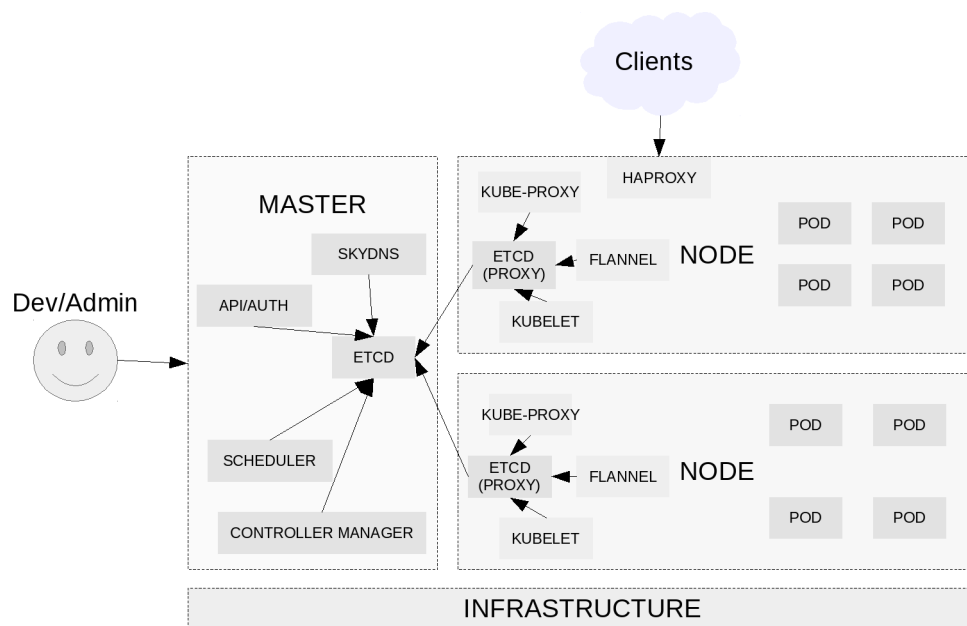 Clients
HAPROXY
MASTER
SKYDNS
API/AUTH
Dev/Admin
ETCD
SCHEDULER
CONTROLLER MANAGER
KUBE-PROXY
ETCD
(PROXY)
FLANNEL
KUBELET
NODE
POD
POD
POD
POD
KUBE-PROXY
ETCD
(PROXY)
FLANNEL
KUBELET
NODE
POD
POD
POD
POD
INFRASTRUCTURE